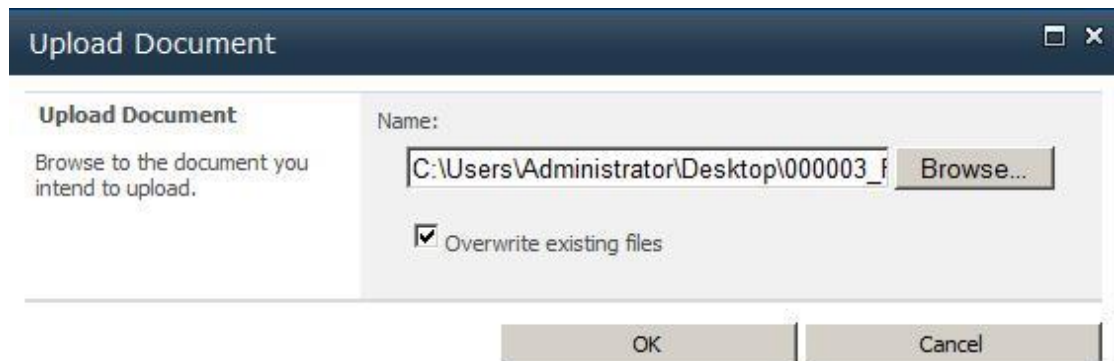 Upload Document
Upload Document
Browse to the document you
intend to upload.
Name:
C:\Users\Administrator\Desktop\000003_
Browse...
Overwrite existing files
OK
Cancel